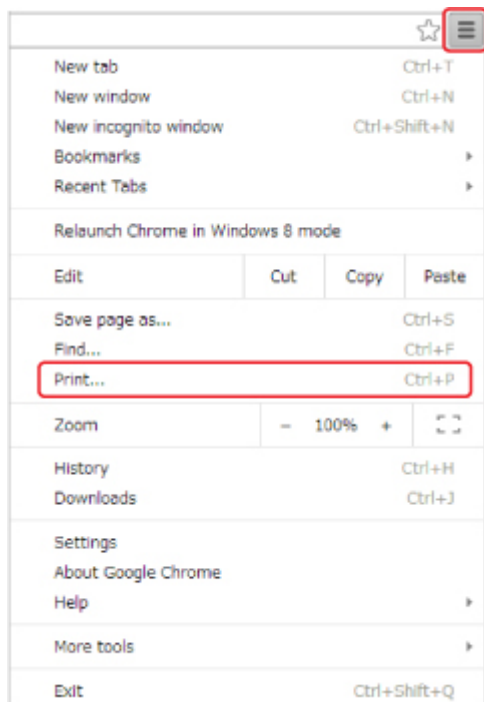 New tab Ctrl+T
New window Ctrl+N
New incognito window Ctrl+Shift+N
Bookmarks
Recent Tabs
Relaunch Chrome in Windows 8 mode
Edit Cut Copy Paste
Save page as... Ctrl+S
Find... Ctrl+F
Print... Ctrl+P
Zoom - 100% +
History Ctrl+H
Downloads Ctrl+J
Settings
About Google Chrome
Help
More tools
Exit Ctrl+Shift+Q